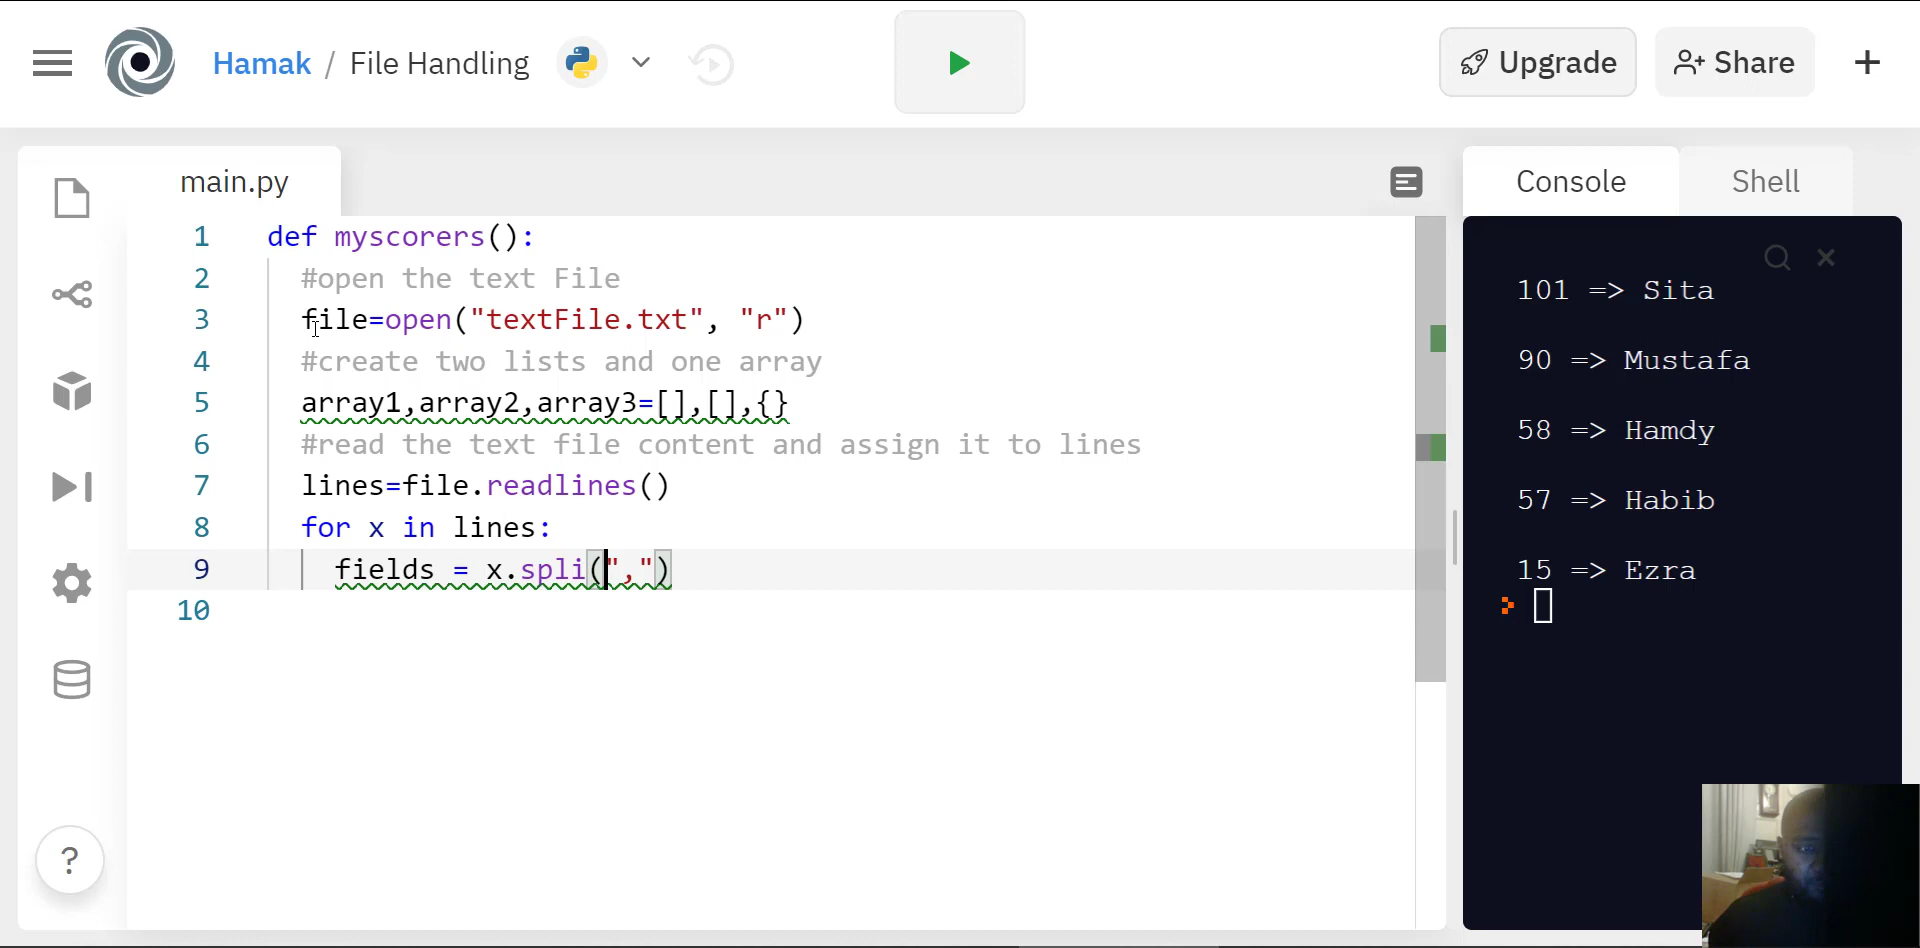 Hamak / File Handling
Upgrade
Share
+
main.py
Console
Shell
1 def myscorers():
2 #open the text File
3 file=open("textFile.txt", "r")
4 #create two lists and one array
5 array1,array2,array3=[],[],{}
6 #read the text file content and assign it to lines
7 lines=file.readlines()
8 for x in lines:
9 fields = x.spli(",")
10
101 => Sita
90 => Mustafa
58 => Hamdy
57 => Habib
15 => Ezra
?